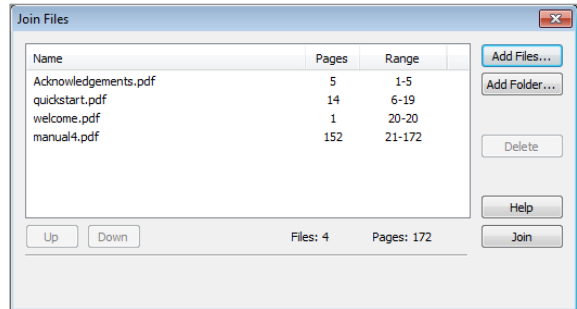 Join Files
Name Pages Range
Acknowledgements.pdf 5 1-5
quickstart.pdf 14 6-19
welcome.pdf 1 20-20
manual4.pdf 152 21-172
Add Files...
Add Folder...
Delete
Help
Up Down Files: 4 Pages: 172 Join